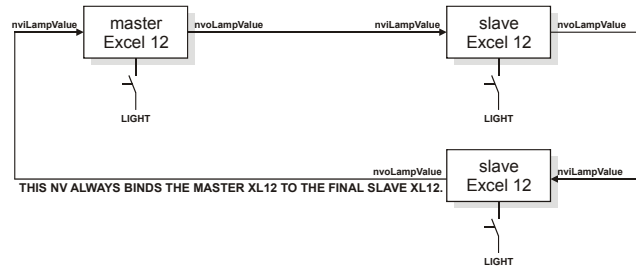 nviLampValue
master
Excel 12
nvoLampValue
nviLampValue
slave
Excel 12
nvoLampValue
LIGHT
LIGHT
nvoLampValue
slave
Excel 12
nviLampValue
THIS NV ALWAYS BINDS THE MASTER XL12 TO THE FINAL SLAVE XL12.
LIGHT